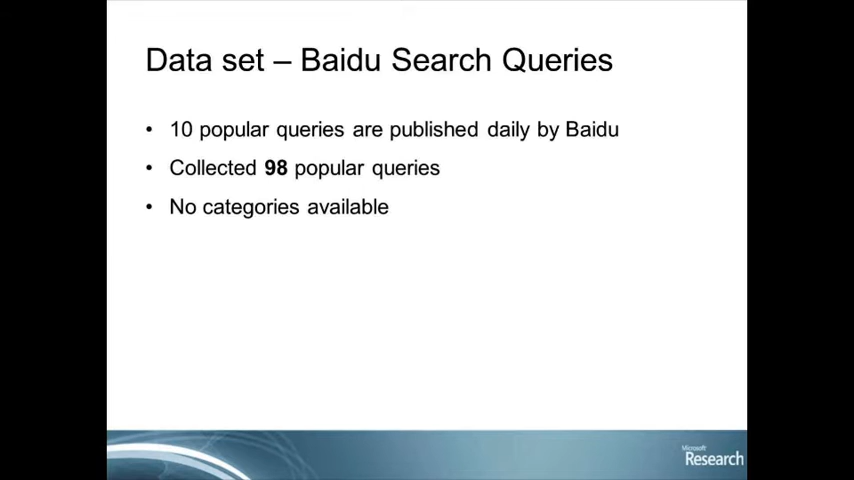 Data set – Baidu Search Queries
• 10 popular queries are published daily by Baidu
• Collected 98 popular queries
• No categories available
Microsoft
Research